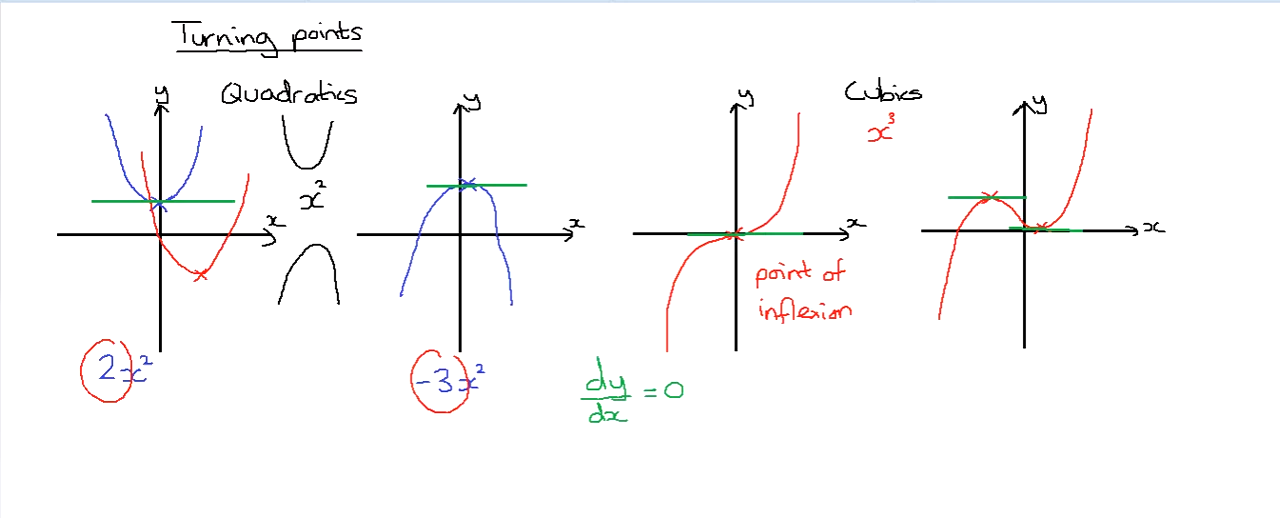 Turning points
Quadratics
Cubics
y
y
y
y
x³
x²
x
x
x
x
point of
inflexion
2x²
-3x²
dy/dx = 0